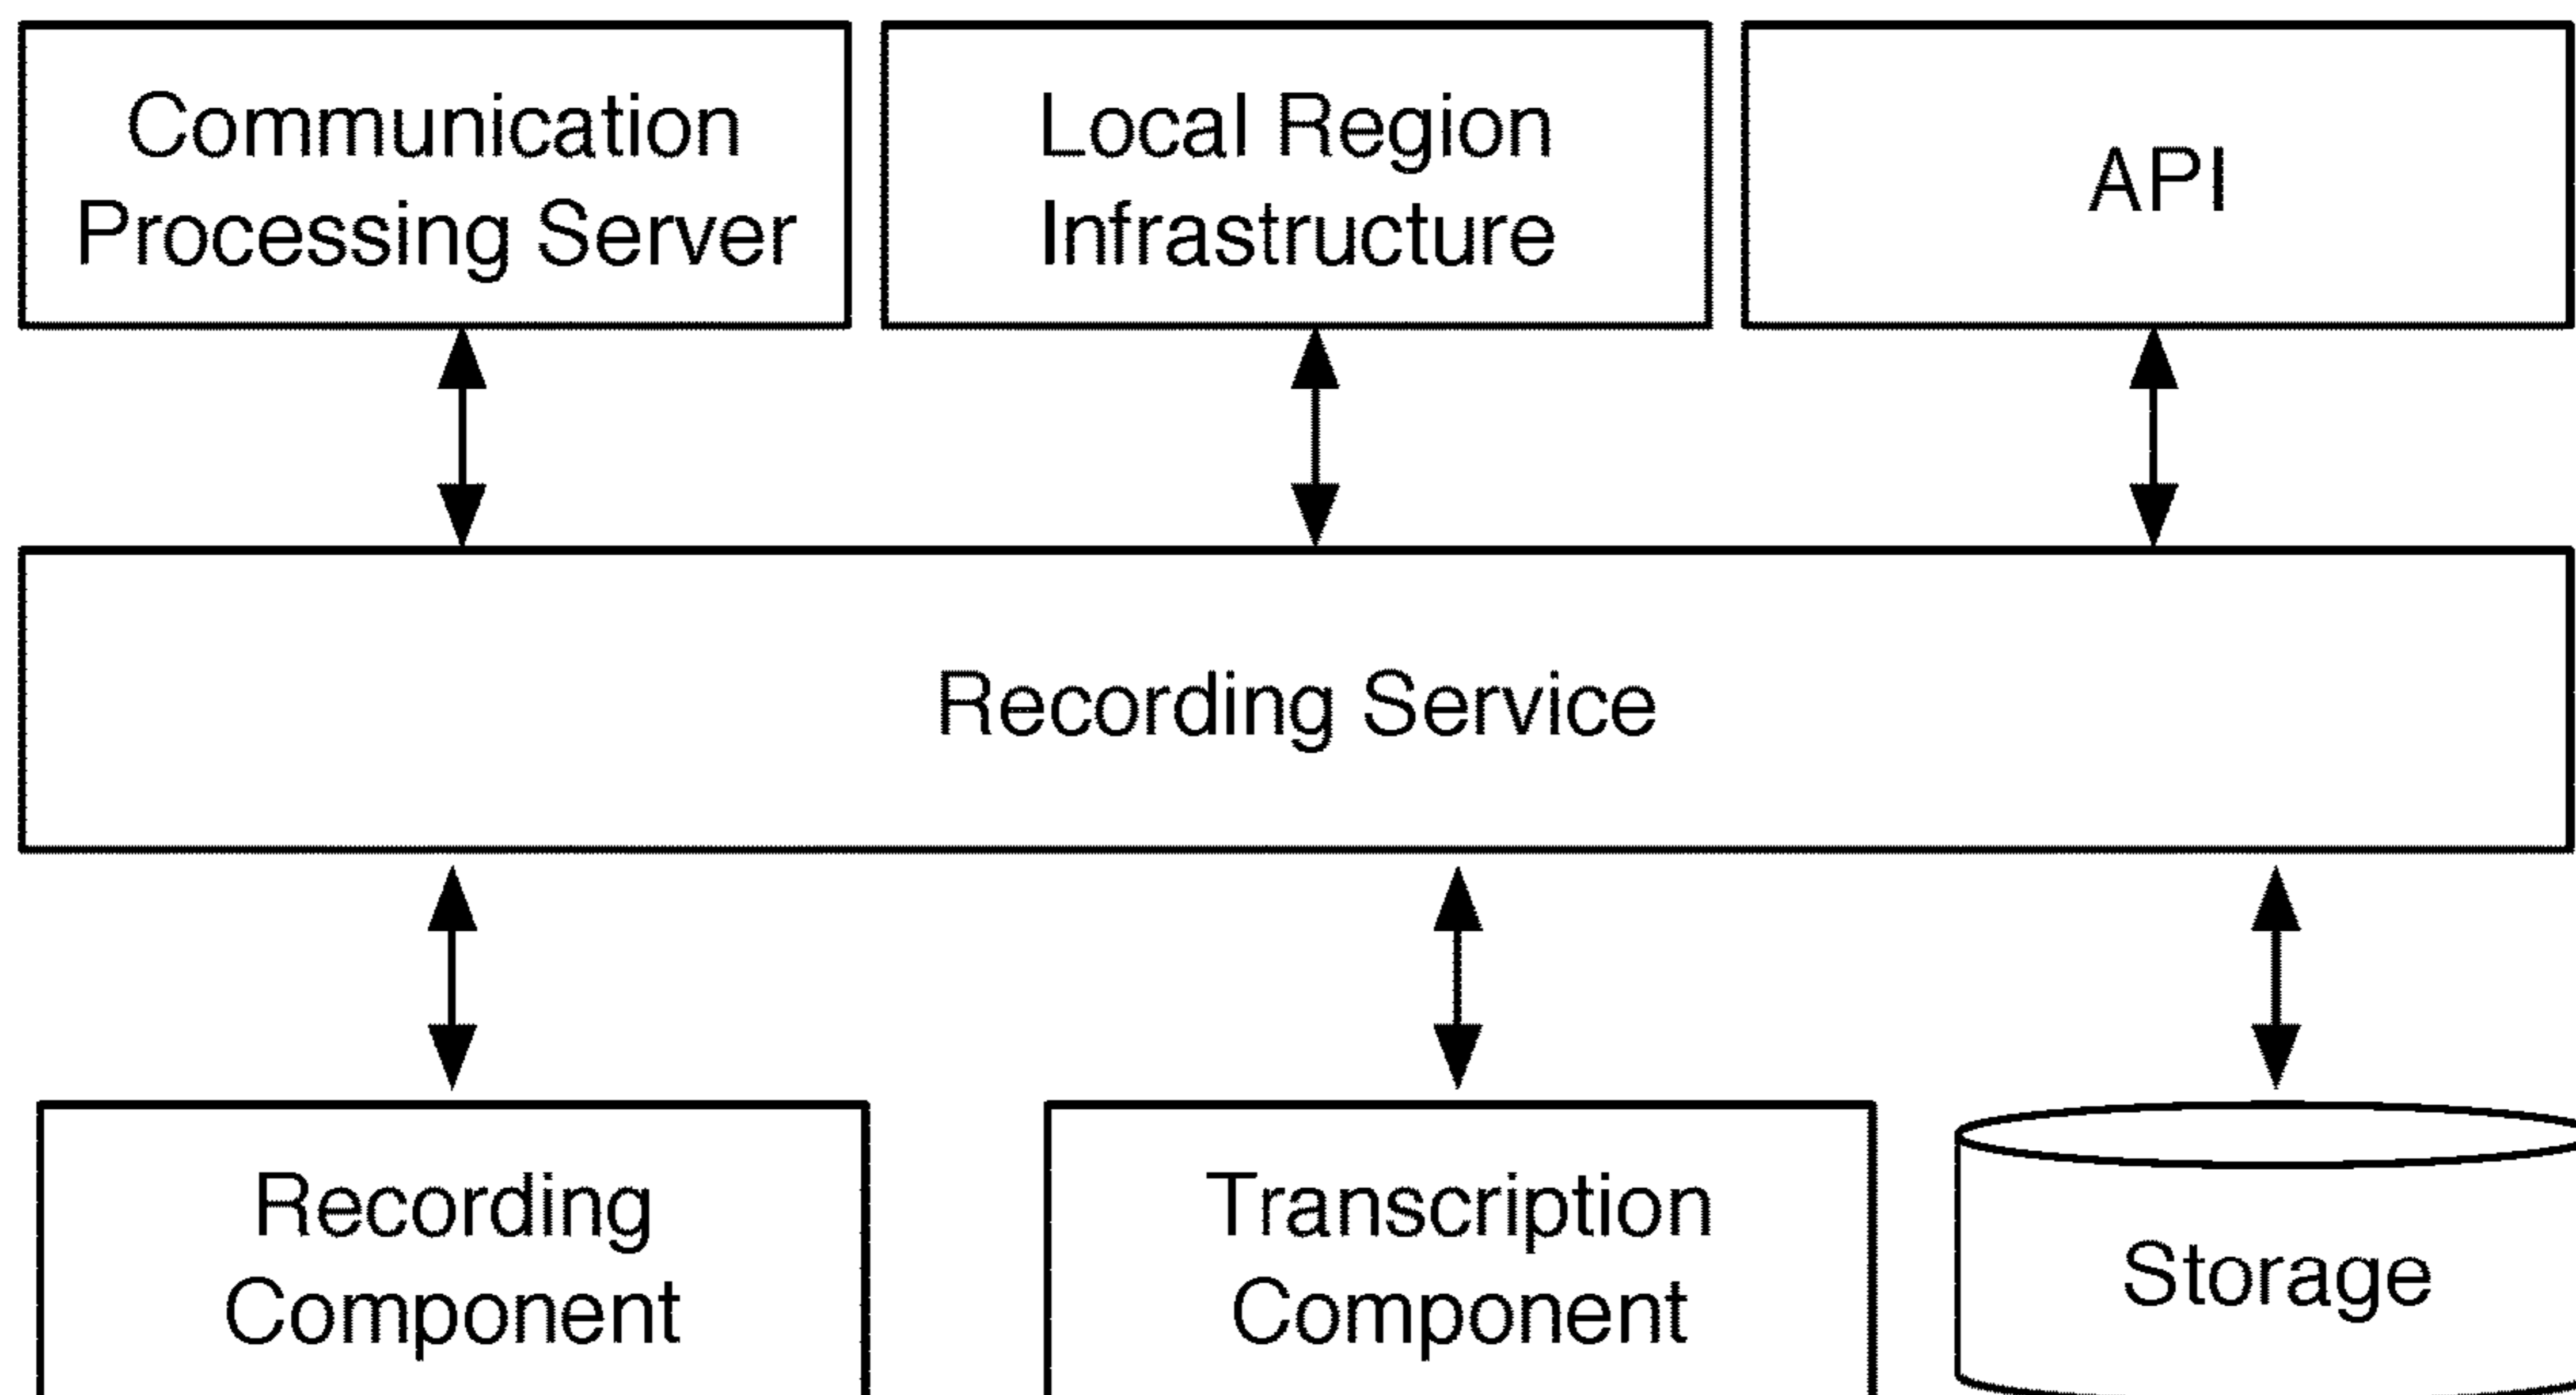 Communication
Processing Server
Local Region
Infrastructure
API
Recording Service
Recording
Component
Transcription
Component
Storage